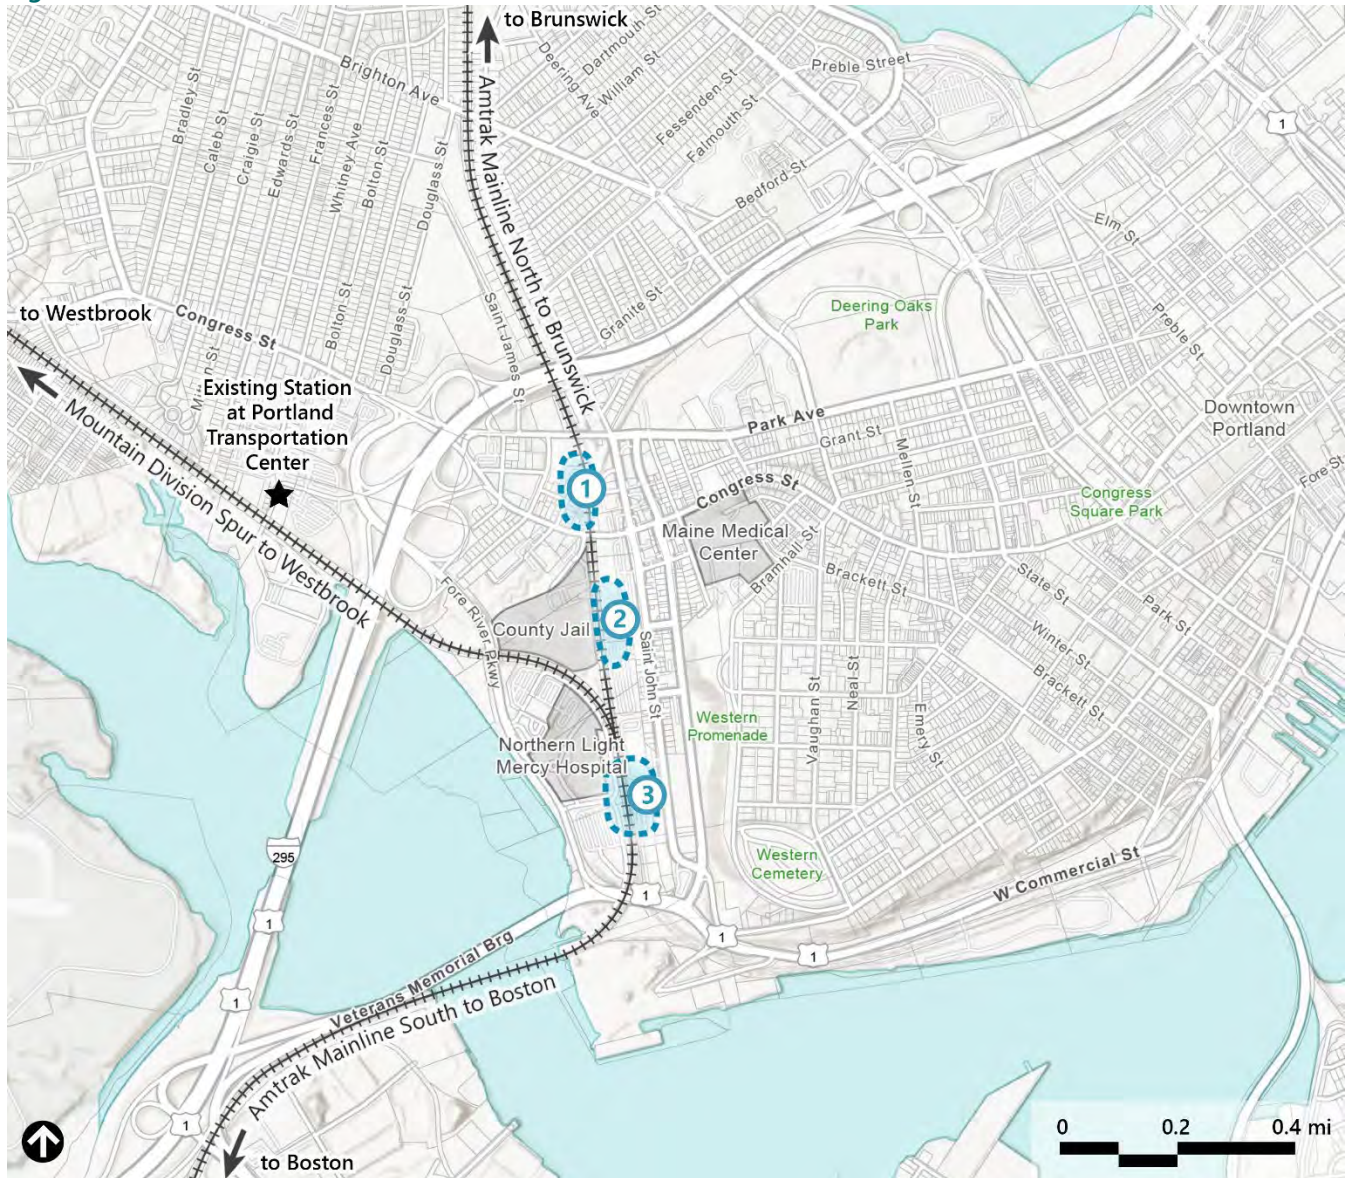 to Brunswick
Amtrak Mainline North to Brunswick
Brighton Ave
Bradley St
Caleb St
Craigie St
Edwards St
Frances St
Whitney Ave
Bolton St
Douglass St
Deering Ave
Dartmouth St
William St
Fessenden St
Falmouth St
Bedford St
Preble Street
1
Elm St
Preble St
Granite St
Saint James St
Deering Oaks
Park
to Westbrook
Congress St
Bolton St
Douglass St
Existing Station
at Portland
Transportation
Center
Mountain Division Spur to Westbrook
Park Ave
Grant St
Mellen St
Downtown
Portland
Fore St
1
Congress St
Congress
Square Park
Maine Medical
Center
Bramhall St
Brackett St
State St
Park St
Winter St
Brackett St
Fore River Pkwy
County Jail
2
Saint John St
Western
Promenade
Vaughan St
Neal St
Emery St
Northern Light
Mercy Hospital
3
Western
Cemetery
W Commercial St
295
1
1
1
1
1
1
Veterans Memorial Brg
Amtrak Mainline South to Boston
to Boston
0 0.2 0.4 mi